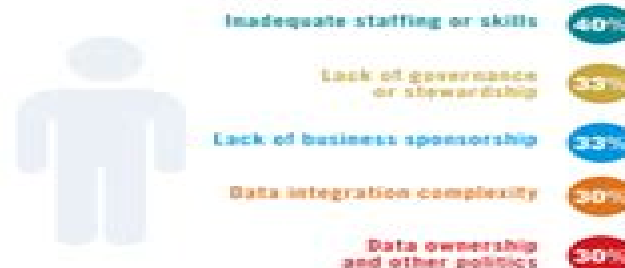 Inadequate staffing or skills 40%
Lack of governance
or stewardship 35%
Lack of business sponsorship 33%
Data integration complexity 30%
Data ownership
and other politics 30%